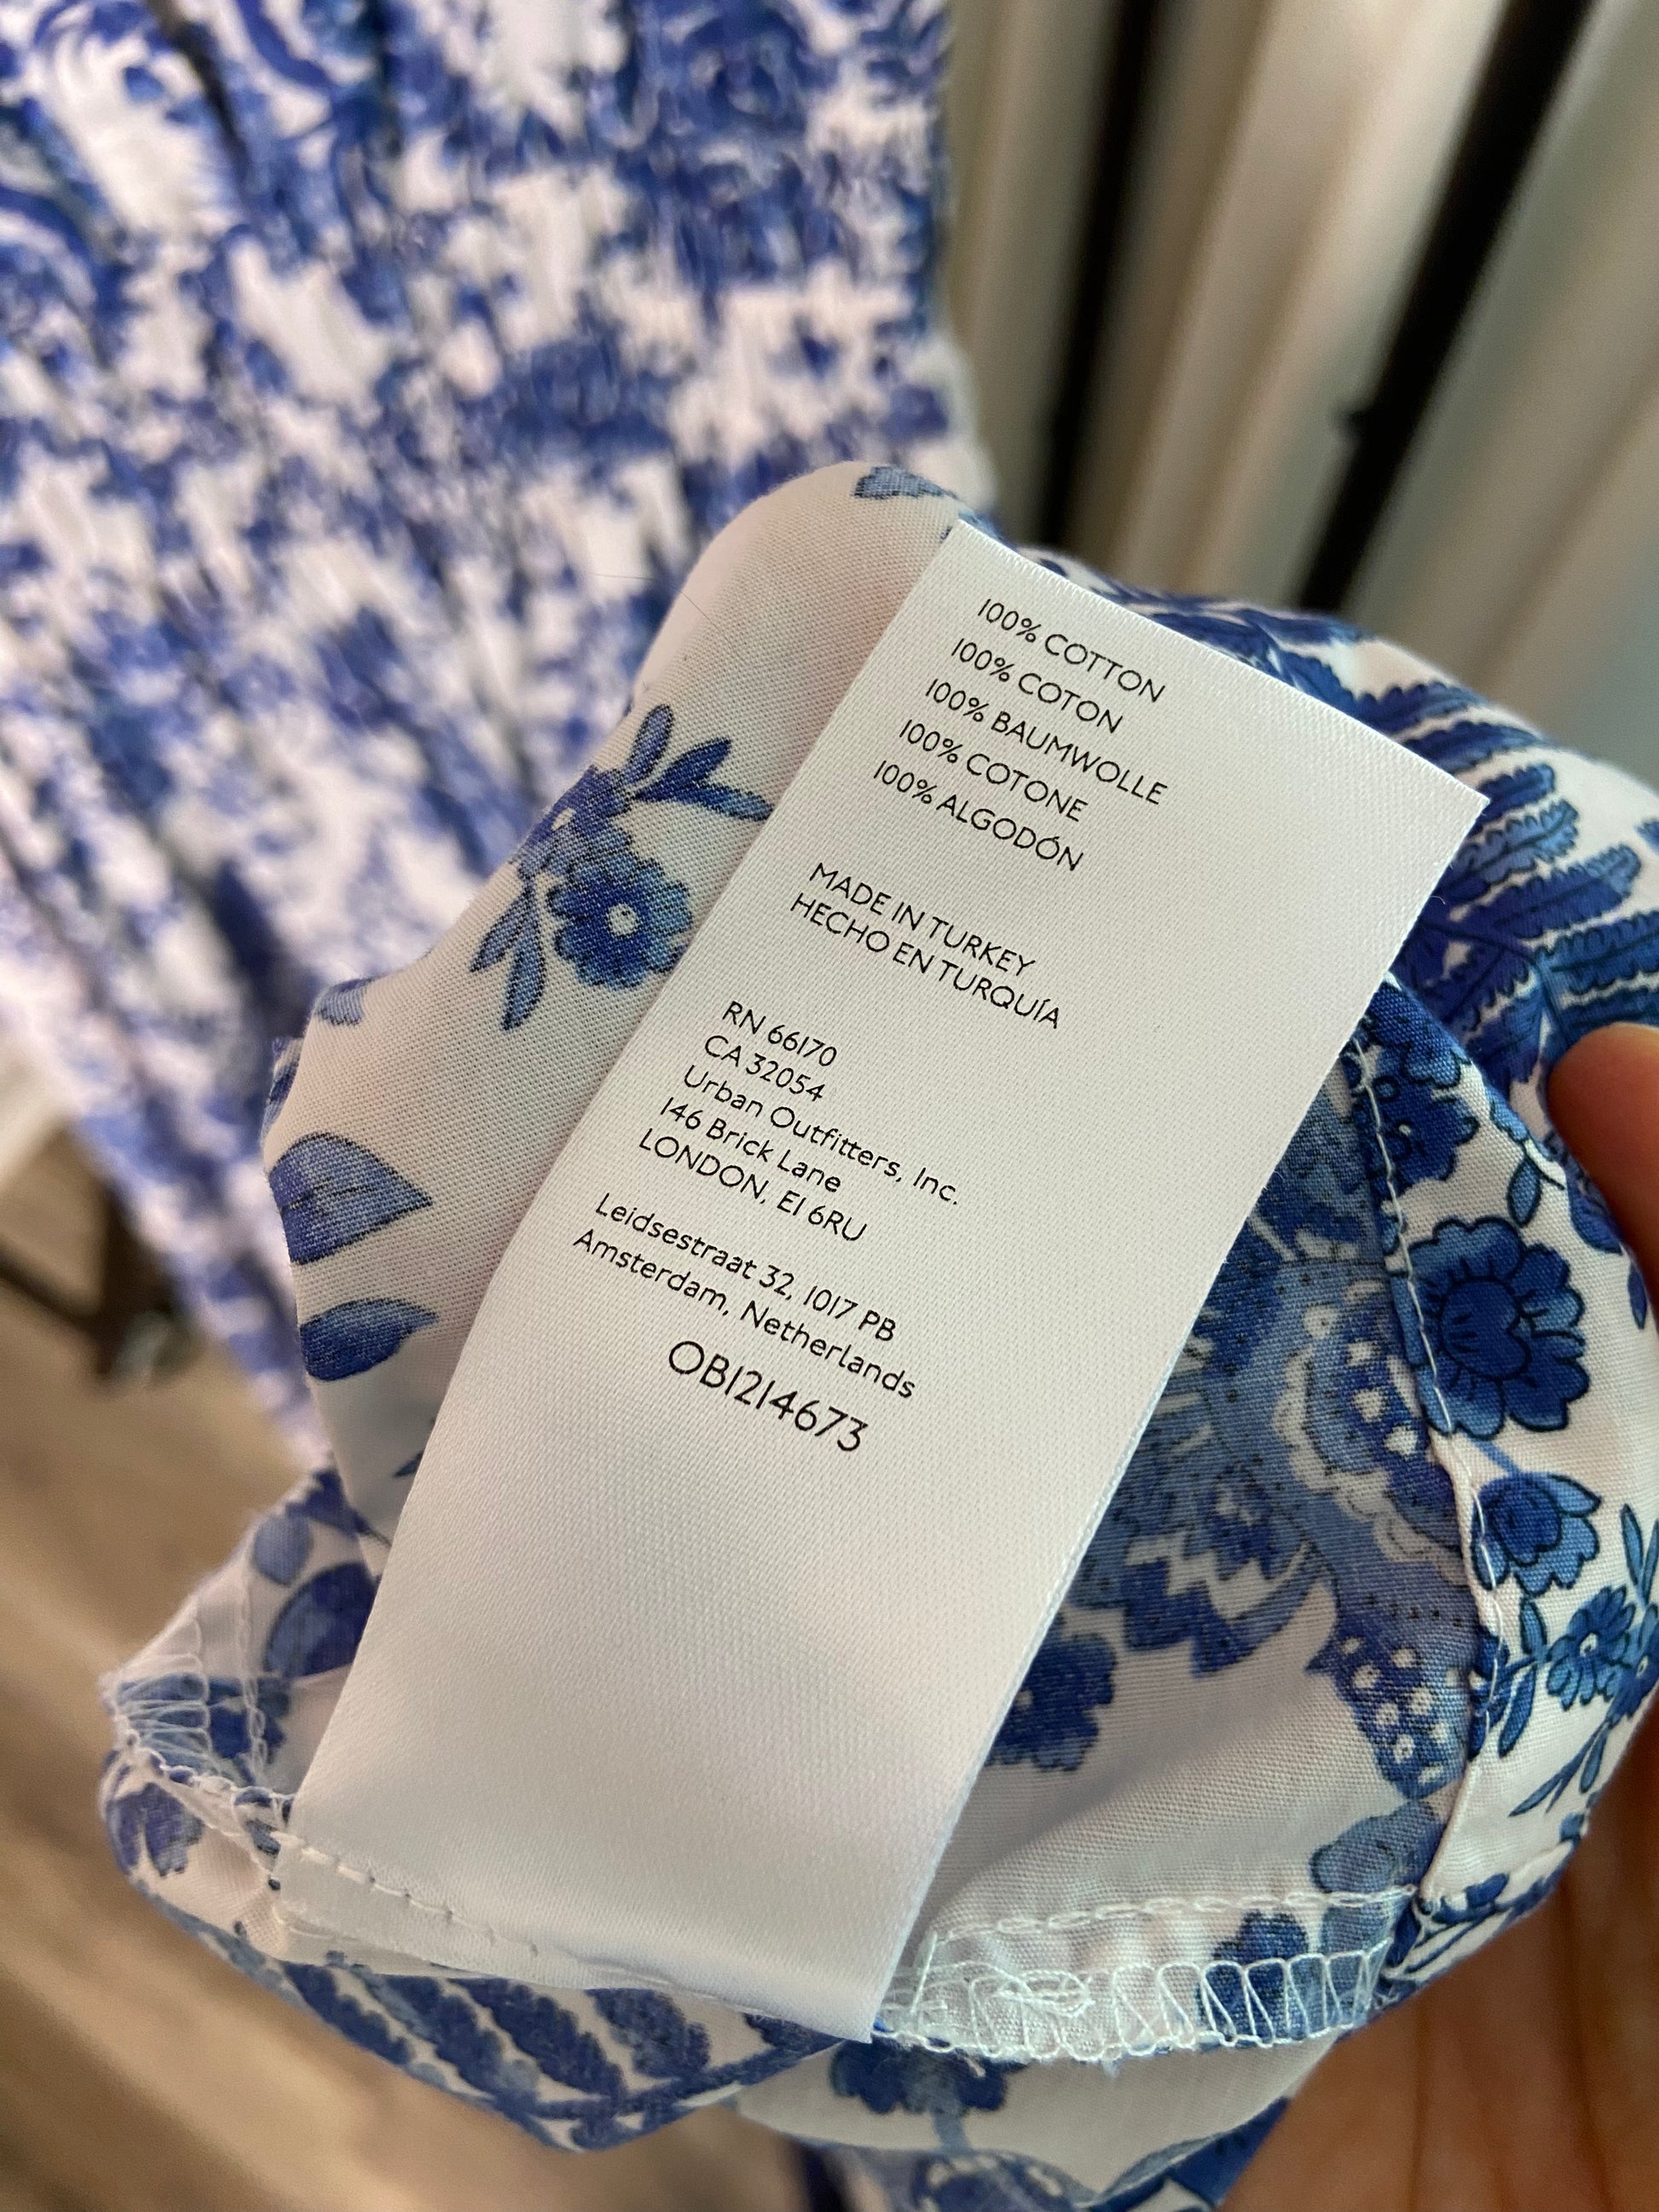 100% COTTON
100% COTON
100% BAUMWOLLE
100% COTONE
100% ALGODÓN
MADE IN TURKEY
HECHO EN TURQUÍA
RN 66170
CA 32054
Urban Outfitters, Inc.
146 Brick Lane
LONDON, E1 6RU
Leidsestraat 32, 1017 PB
Amsterdam, Netherlands
OB1214673